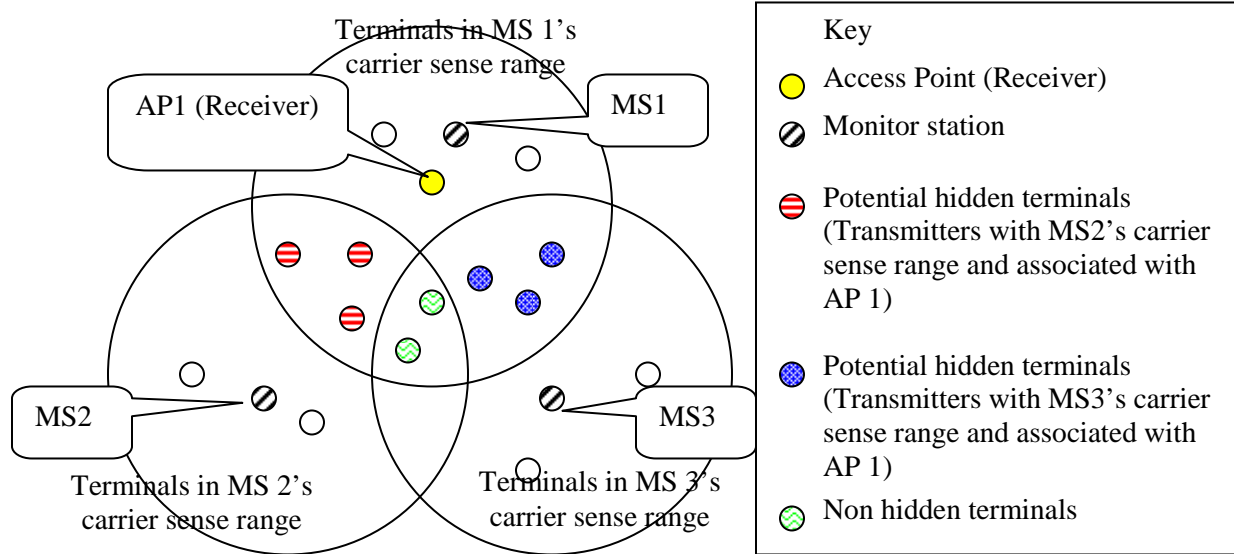 Terminals in MS 1's
carrier sense range
AP1 (Receiver)
MS1
MS2
MS3
Terminals in MS 2's
carrier sense range
Terminals in MS 3's
carrier sense range
Key
Access Point (Receiver)
Monitor station
Potential hidden terminals
(Transmitters with MS2's carrier
sense range and associated with
AP 1)
Potential hidden terminals
(Transmitters with MS3's carrier
sense range and associated with
AP 1)
Non hidden terminals